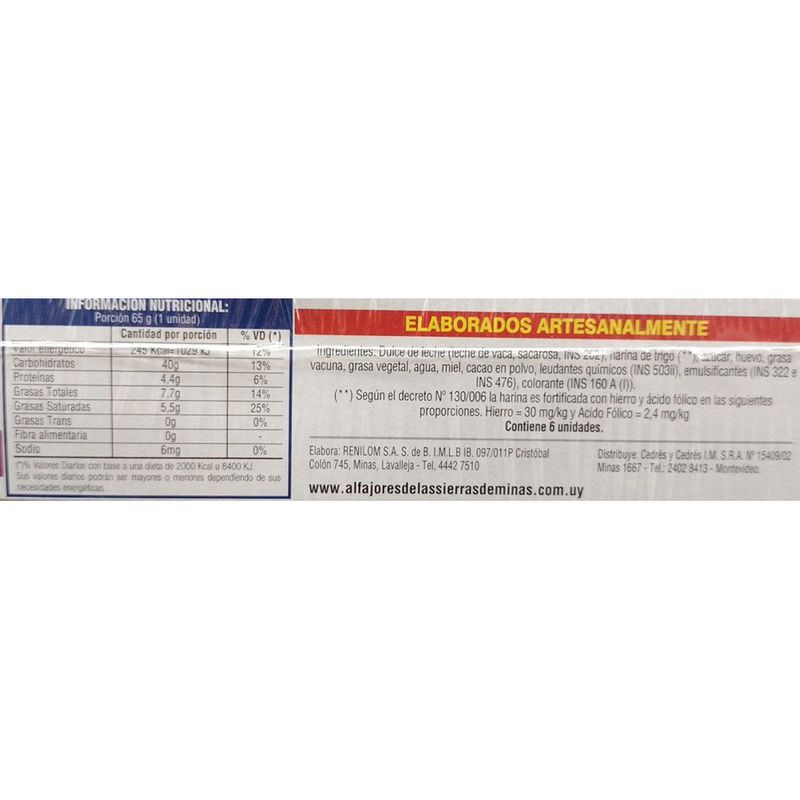 INFORMACIÓN NUTRICIONAL:
Porción 65 g (1 unidad)
Cantidad por porción % VD (*)
Valor energético 245 Kcal=1029 KJ 12%
Carbohidratos 40g 13%
Proteínas 4,4g 6%
Grasas Totales 7,7g 14%
Grasas Saturadas 5,5g 25%
Grasas Trans 0g 0%
Fibra alimentaria 0g -
Sodio 6mg 0%
(*)% Valores Diarios con base a una dieta de 2000 Kcal u 8400 KJ.
Sus valores diarios podrán ser mayores o menores dependiendo de sus
necesidades energéticas.
ELABORADOS ARTESANALMENTE
Ingredientes: Dulce de leche (leche de vaca, sacarosa, INS 202), harina de trigo (**), azúcar, huevo, grasa
vacuna, grasa vegetal, agua, miel, cacao en polvo, leudantes químicos (INS 503ii), emulsificantes (INS 322 e
INS 476), colorante (INS 160 A (I)).
(**) Según el decreto N° 130/006 la harina es fortificada con hierro y ácido fólico en las siguientes
proporciones. Hierro = 30 mg/kg y Acido Fólico = 2,4 mg/kg
Contiene 6 unidades.
Elabora: RENILOM S.A. S. de B. I.M.L.B IB. 097/011P Cristóbal
Colón 745, Minas, Lavalleja - Tel. 4442 7510
Distribuye: Cedrés y Cedrés I.M. S.R.A. N° 15409/02
Minas 1667 - Tel.: 2402 8413 - Montevideo.
www.alfajoresdelassierrasdeminas.com.uy